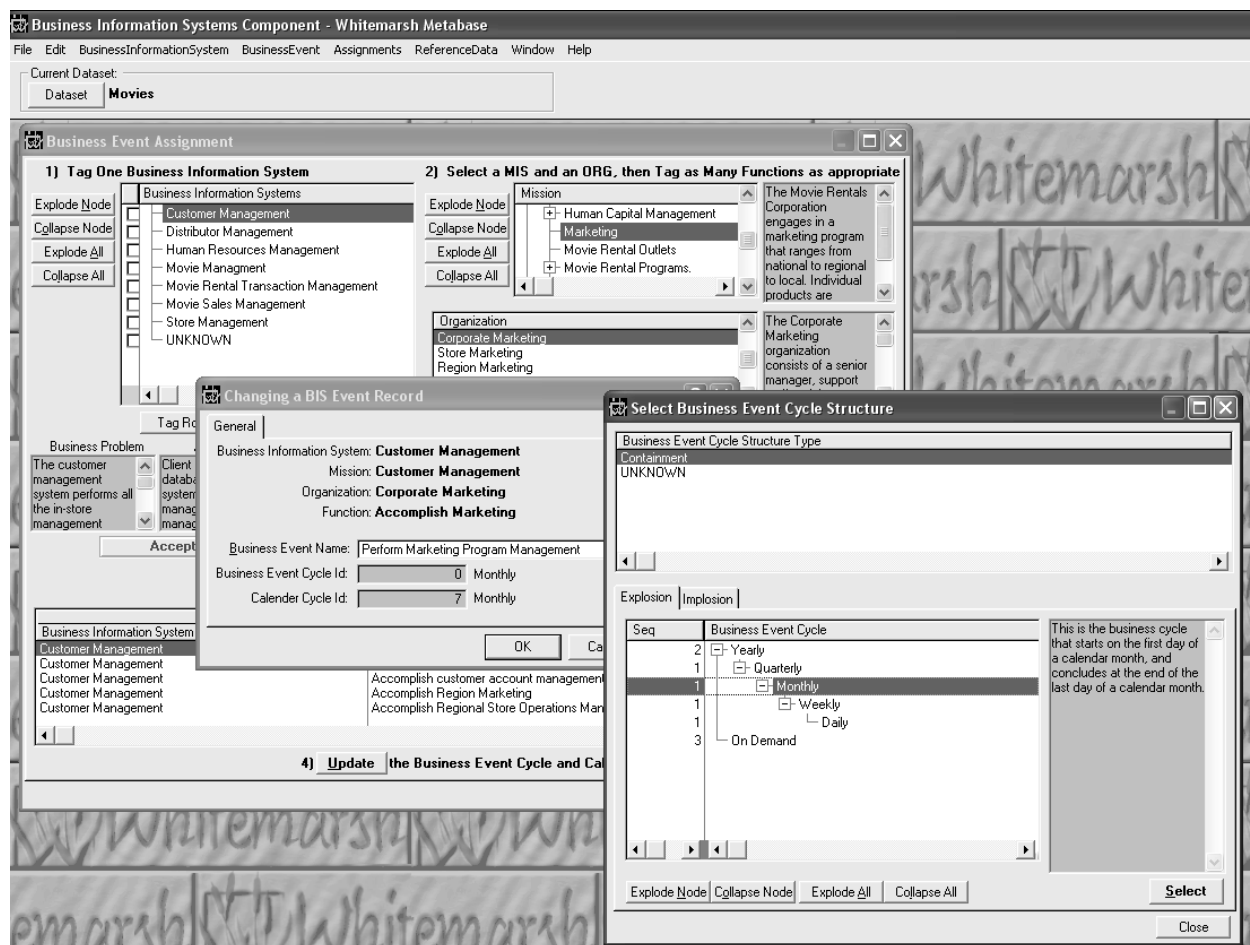 Business Information Systems Component - Whitemarsh Metabase
File Edit BusinessInformationSystem BusinessEvent Assignments ReferenceData Window Help
Current Dataset:
Dataset Movies
Business Event Assignment
1) Tag One Business Information System
Explode Node
Collapse Node
Explode All
Collapse All
Business Information Systems
Customer Management
Distributor Management
Human Resources Management
Movie Managment
Movie Rental Transaction Management
Movie Sales Management
Store Management
UNKNOWN
Tag
2) Select a MIS and an ORG, then Tag as Many Functions as appropriate
Explode Node
Collapse Node
Explode All
Collapse All
Mission
Human Capital Management
Marketing
Movie Rental Outlets
Movie Rental Programs.
The Movie Rentals
Corporation
engages in a
marketing program
that ranges from
national to regional
to local. Individual
products are
Organization
Corporate Marketing
Store Marketing
Region Marketing
The Corporate
Marketing
organization
consists of a senior
manager, support
Business Problem
The customer
management
system performs all
the in-store
management
Client
Accept
Changing a BIS Event Record
General
Business Information System: Customer Management
Mission: Customer Management
Organization: Corporate Marketing
Function: Accomplish Marketing
Business Event Name: Perform Marketing Program Management
Business Event Cycle Id: 0 Monthly
Calender Cycle Id: 7 Monthly
OK
Business Information System
Customer Management
Customer Management
Customer Management Accomplish customer account management
Customer Management Accomplish Region Marketing
Customer Management Accomplish Regional Store Operations
4) Update the Business Event Cycle and
Select Business Event Cycle Structure
Business Event Cycle Structure Type
Containment
UNKNOWN
Explosion Implosion
Seq Business Event Cycle
2 Yearly
1 Quarterly
1 Monthly
1 Weekly
1 Daily
3 On Demand
This is the business cycle
that starts on the first day of
a calendar month, and
concludes at the end of the
last day of a calendar month.
Explode Node Collapse Node Explode All Collapse All
Select
Close
Whitemarsh